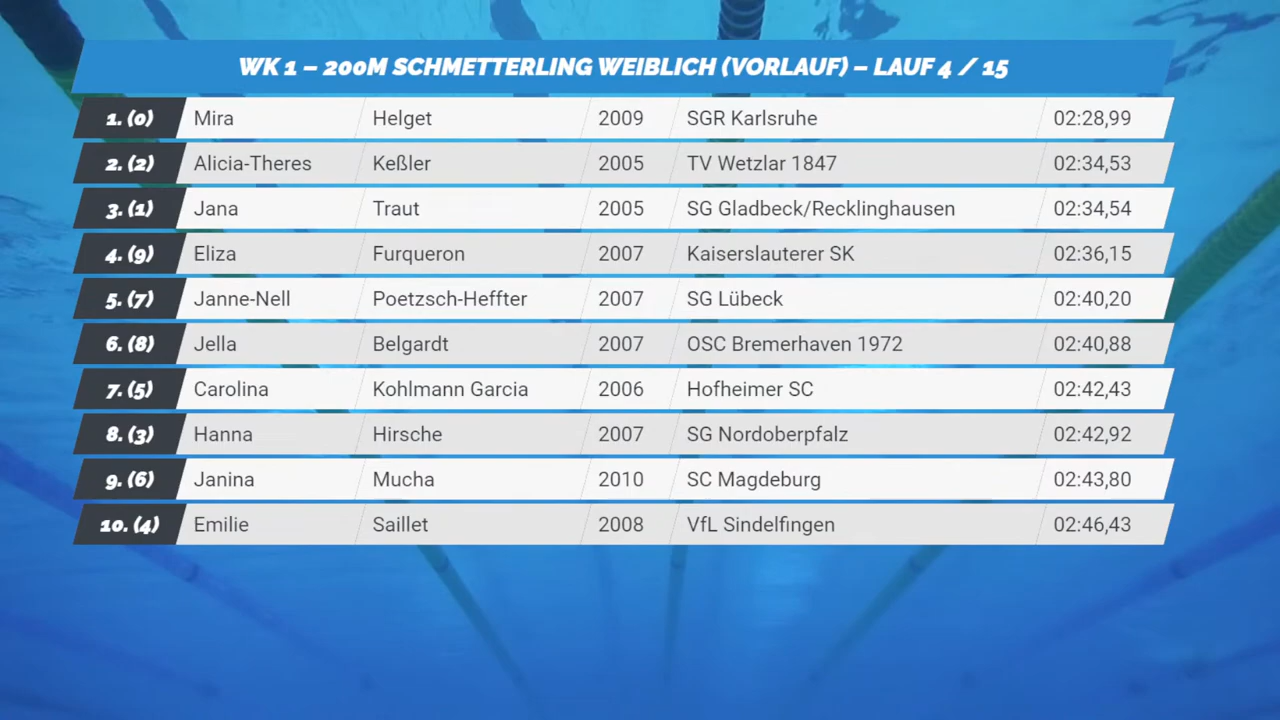 WK 1 – 200M SCHMETTERLING WEIBLICH (VORLAUF) – LAUF 4 / 15
1. (0) Mira Helget 2009 SGR Karlsruhe 02:28,99
2. (2) Alicia-Theres Keßler 2005 TV Wetzlar 1847 02:34,53
3. (1) Jana Traut 2005 SG Gladbeck/Recklinghausen 02:34,54
4. (9) Eliza Furqueron 2007 Kaiserslauterer SK 02:36,15
5. (7) Janne-Nell Poetzsch-Heffter 2007 SG Lübeck 02:40,20
6. (8) Jella Belgardt 2007 OSC Bremerhaven 1972 02:40,88
7. (5) Carolina Kohlmann Garcia 2006 Hofheimer SC 02:42,43
8. (3) Hanna Hirsche 2007 SG Nordoberpfalz 02:42,92
9. (6) Janina Mucha 2010 SC Magdeburg 02:43,80
10. (4) Emilie Saillet 2008 VfL Sindelfingen 02:46,43